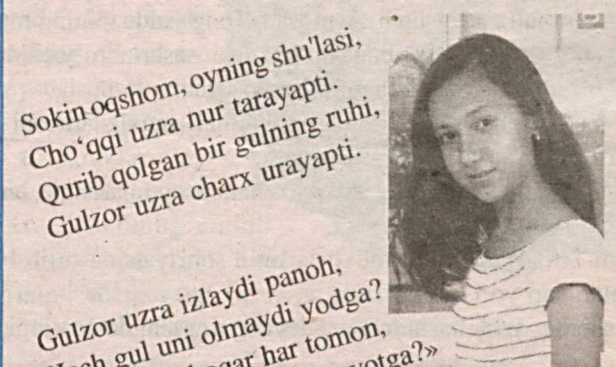 Sokin oqshom, oyning shu'lasi,
Cho‘qqi uzra nur tarayapti.
Qurib qolgan bir gulning ruhi,
Gulzor uzra charx urayapti.
Gulzor uzra izlaydi panoh,
Hech gul uni olmaydi yodga?
har tomon,